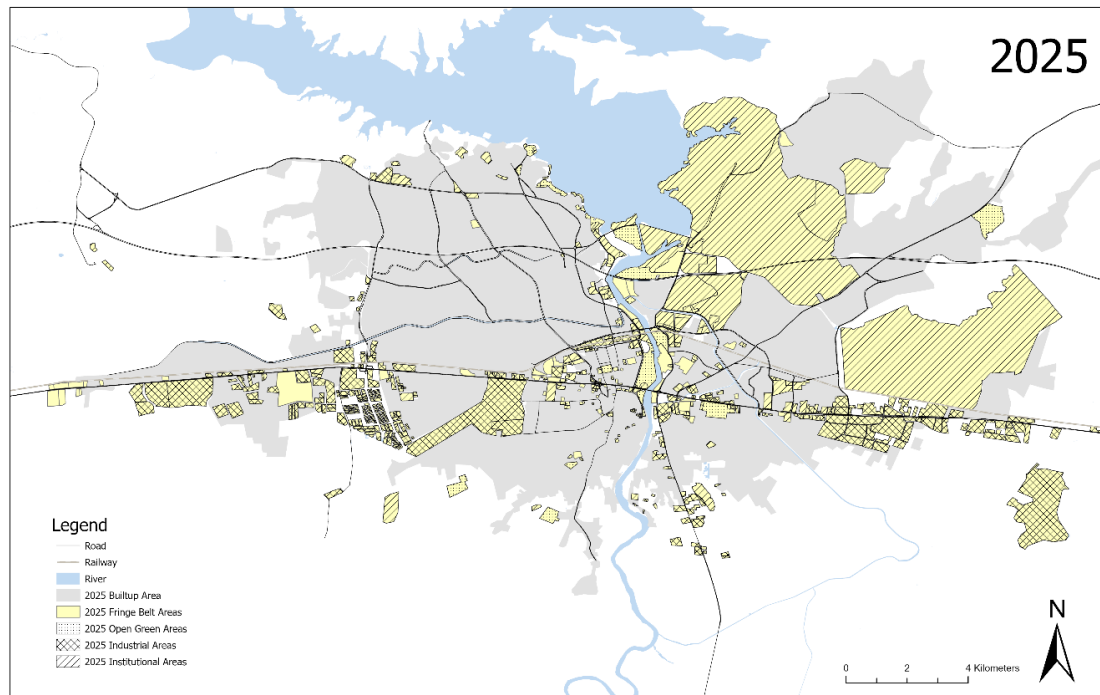 2025
Legend
Road
Railway
River
2025 Builtup Area
2025 Fringe Belt Areas
2025 Open Green Areas
2025 Industrial Areas
2025 Institutional Areas
N
0 2 4 Kilometers